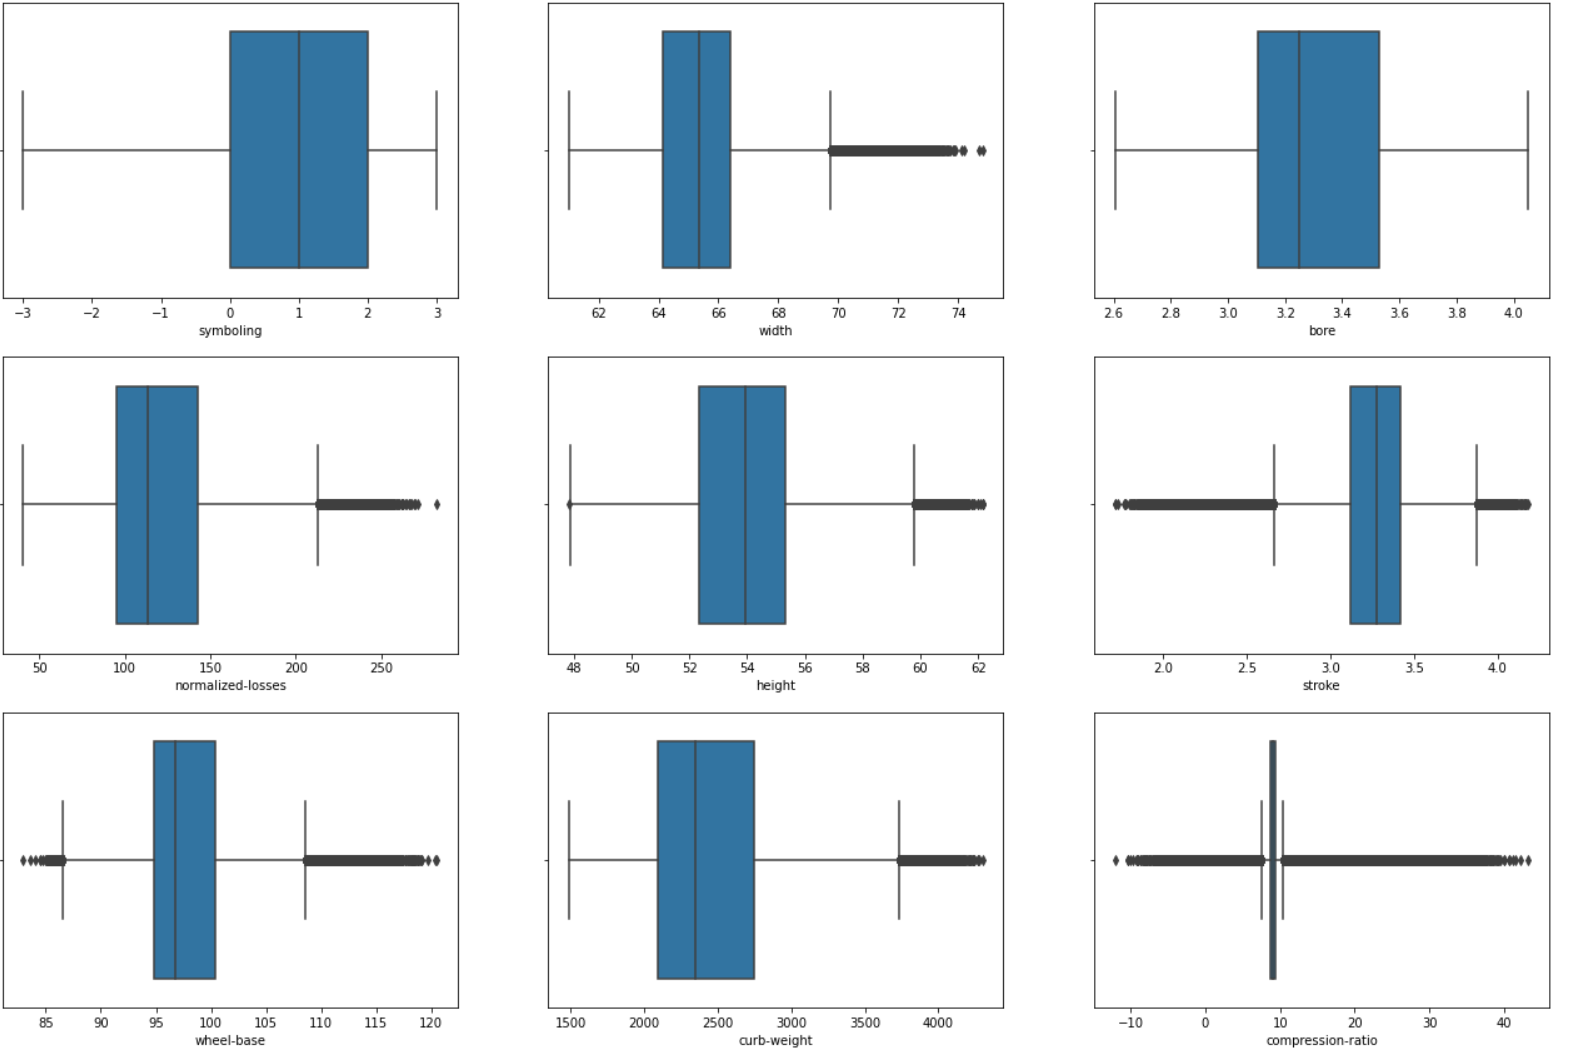 −3 −2 −1 0 1 2 3
symboling
62 64 66 68 70 72 74
width
2.6 2.8 3.0 3.2 3.4 3.6 3.8 4.0
bore
50 100 150 200 250
normalized-losses
48 50 52 54 56 58 60 62
height
2.0 2.5 3.0 3.5 4.0
stroke
85 90 95 100 105 110 115 120
wheel-base
1500 2000 2500 3000 3500 4000
curb-weight
−10 0 10 20 30 40
compression-ratio